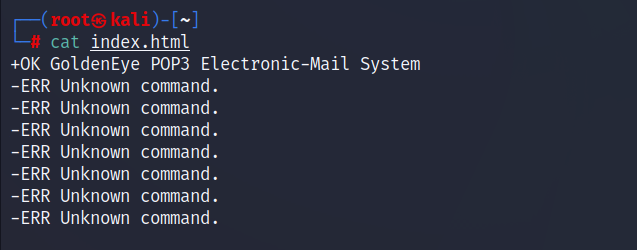 ┌──(root㉿kali)-[~]
└─# cat index.html
+OK GoldenEye POP3 Electronic-Mail System
-ERR Unknown command.
-ERR Unknown command.
-ERR Unknown command.
-ERR Unknown command.
-ERR Unknown command.
-ERR Unknown command.
-ERR Unknown command.